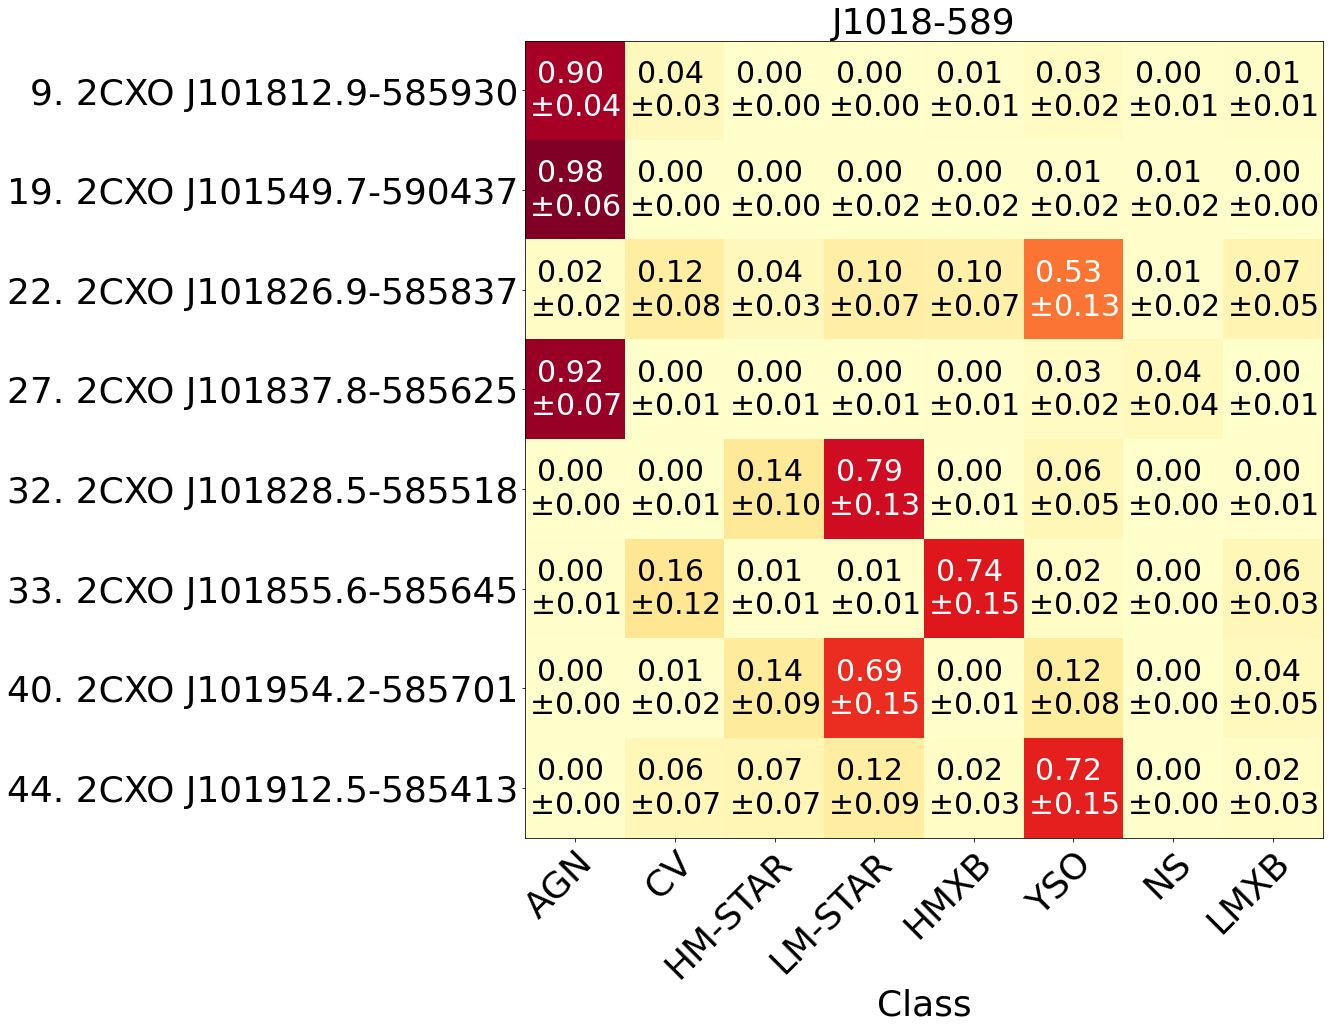 J1018-589
9. 2CXO J101812.9-585930 0.90 0.04 0.00 0.00 0.01 0.03 0.00 0.01
±0.04 ±0.03 ±0.00 ±0.00 ±0.01 ±0.02 ±0.01 ±0.01
19. 2CXO J101549.7-590437 0.98 0.00 0.00 0.00 0.00 0.01 0.01 0.00
±0.06 ±0.00 ±0.00 ±0.02 ±0.02 ±0.02 ±0.02 ±0.00
22. 2CXO J101826.9-585837 0.02 0.12 0.04 0.10 0.10 0.53 0.01 0.07
±0.02 ±0.08 ±0.03 ±0.07 ±0.07 ±0.13 ±0.02 ±0.05
27. 2CXO J101837.8-585625 0.92 0.00 0.00 0.00 0.00 0.03 0.04 0.00
±0.07 ±0.01 ±0.01 ±0.01 ±0.01 ±0.02 ±0.04 ±0.01
32. 2CXO J101828.5-585518 0.00 0.00 0.14 0.79 0.00 0.06 0.00 0.00
±0.00 ±0.01 ±0.10 ±0.13 ±0.01 ±0.05 ±0.00 ±0.01
33. 2CXO J101855.6-585645 0.00 0.16 0.01 0.01 0.74 0.02 0.00 0.06
±0.01 ±0.12 ±0.01 ±0.01 ±0.15 ±0.02 ±0.00 ±0.03
40. 2CXO J101954.2-585701 0.00 0.01 0.14 0.69 0.00 0.12 0.00 0.04
±0.00 ±0.02 ±0.09 ±0.15 ±0.01 ±0.08 ±0.00 ±0.05
44. 2CXO J101912.5-585413 0.00 0.06 0.07 0.12 0.02 0.72 0.00 0.02
±0.00 ±0.07 ±0.07 ±0.09 ±0.03 ±0.15 ±0.00 ±0.03
AGN CV HM-STAR LM-STAR HMXB YSO NS LMXB
Class